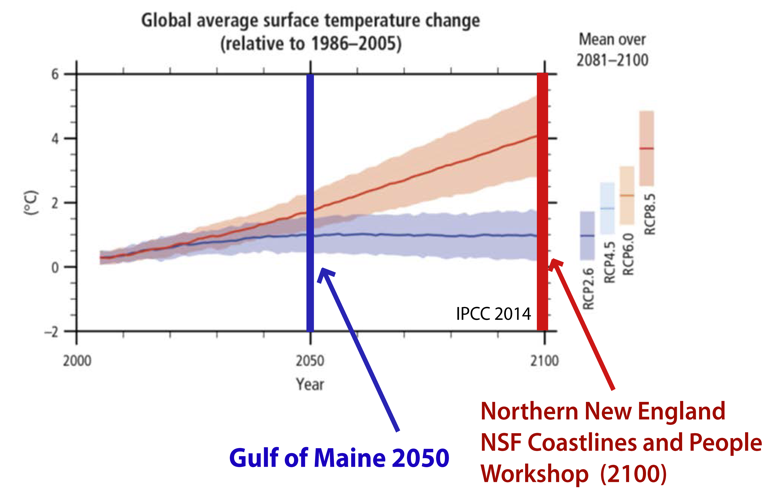 Global average surface temperature change
(relative to 1986–2005)
Mean over
2081–2100
6
4
2
0
−2
(°C)
2000
2050
2100
Year
IPCC 2014
RCP2.6
RCP4.5
RCP6.0
RCP8.5
Gulf of Maine 2050
Northern New England
NSF Coastlines and People
Workshop (2100)